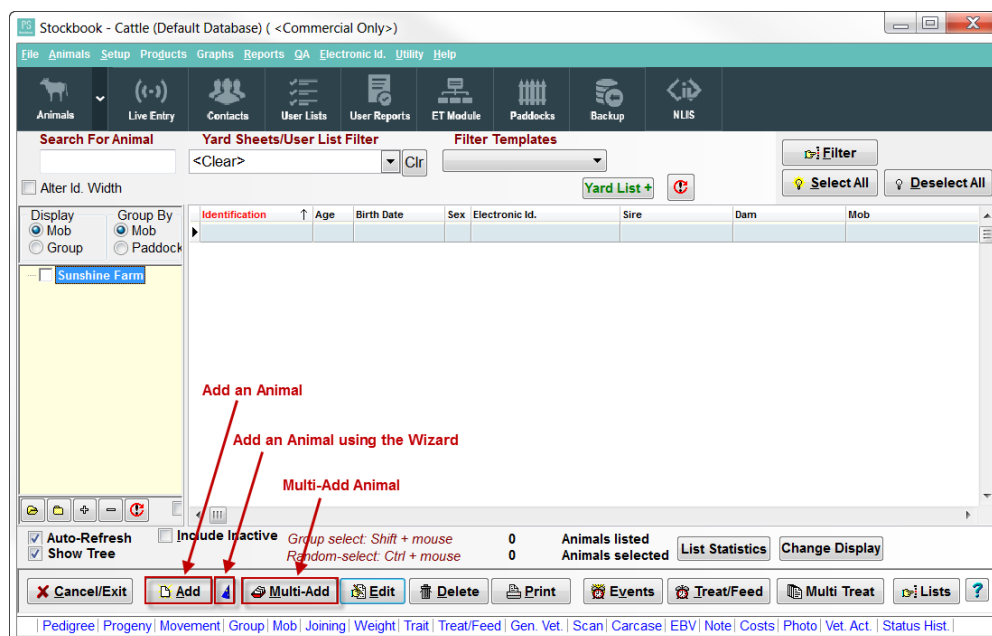 PS Stockbook - Cattle (Default Database) ( <Commercial Only>)
File Animals Setup Products Graphs Reports QA Electronic Id. Utility Help
Animals Live Entry Contacts User Lists User Reports ET Module Paddocks Backup NLIS
Search For Animal Yard Sheets/User List Filter Filter Templates
<Clear> Clr
Filter
Alter Id. Width Yard List + Select All Deselect All
Display Group By
Mob Mob
Group Paddock
Identification Age Birth Date Sex Electronic Id. Sire Dam Mob
Sunshine Farm
Add an Animal
Add an Animal using the Wizard
Multi-Add Animal
Auto-Refresh Include Inactive Group select: Shift + mouse 0 Animals listed
Show Tree Random-select: Ctrl + mouse 0 Animals selected List Statistics Change Display
Cancel/Exit Add Multi-Add Edit Delete Print Events Treat/Feed Multi Treat Lists ?
| Pedigree | Progeny | Movement | Group | Mob | Joining | Weight | Trait | Treat/Feed | Gen. Vet. | Scan | Carcase | EBV | Note | Costs | Photo | Vet. Act. | Status Hist. |